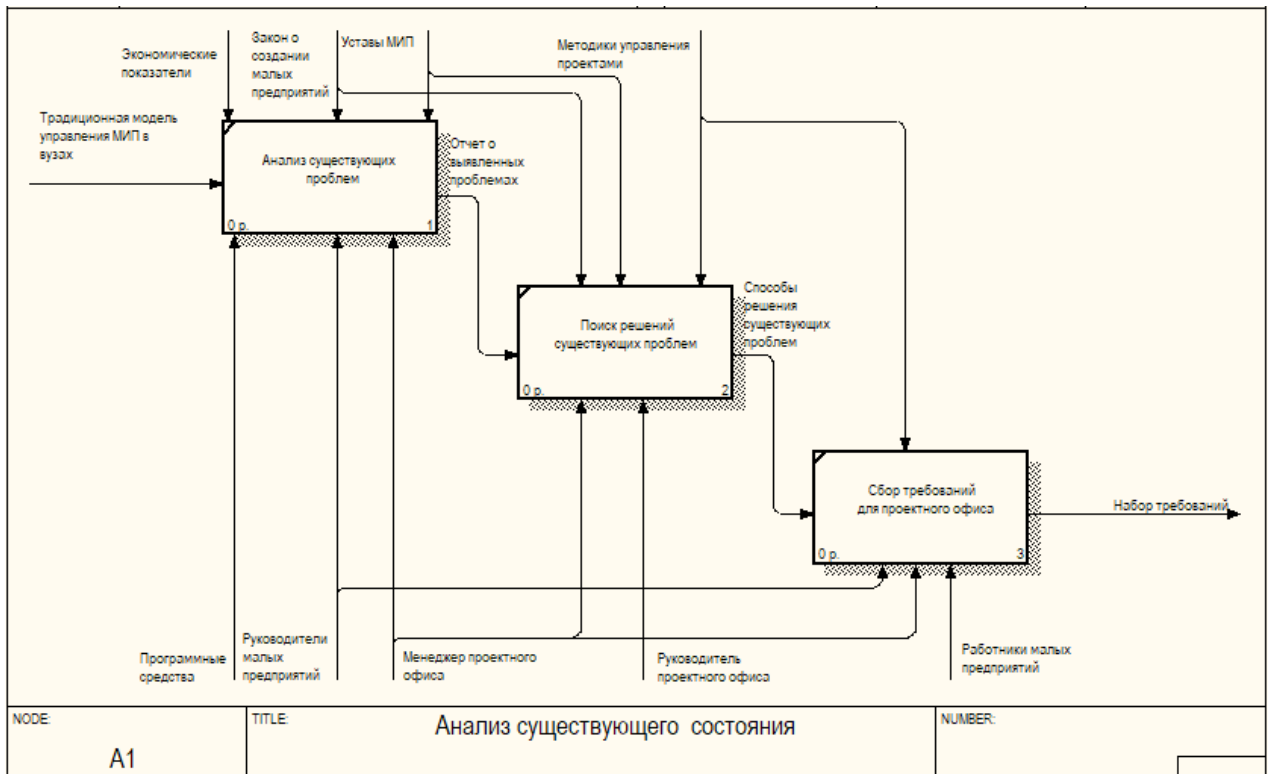 Экономические
показатели
Закон о
создании
малых
предприятий
Уставы МИП
Методики управления
проектами
Традиционная модель
управления МИП в
вузах
Анализ существующих
проблем
0 р.
1
Отчет о
выявленных
проблемах
Поиск решений
существующих проблем
0 р.
2
Способы
решения
существующих
проблем
Сбор требований
для проектного офиса
0 р.
3
Набор требований
Программные
средства
Руководители
малых
предприятий
Менеджер проектного
офиса
Руководитель
проектного офиса
Работники малых
предприятий
NODE:
A1
TITLE:
Анализ существующего состояния
NUMBER: